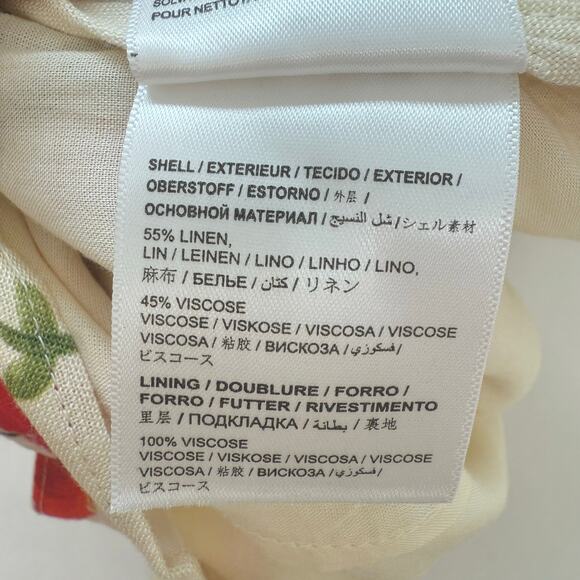 POUR NETTOYA
SHELL / EXTERIEUR / TECIDO / EXTERIOR /
OBERSTOFF / ESTORNO / 外层 /
ОСНОВНОЙ МАТЕРИАЛ / شل النسيج / シェル素材
55% LINEN,
LIN / LEINEN / LINO / LINHO / LINO,
麻布 / БЕЛЬЕ / كتان / リネン
45% VISCOSE
VISCOSE / VISKOSE / VISCOSA / VISCOSE
VISCOSA / 粘胶 / ВИСКОЗА / فسكوزي /
ビスコース
LINING / DOUBLURE / FORRO /
FORRO / FUTTER / RIVESTIMENTO
里层 / ПОДКЛАДКА / بطانة / 裏地
100% VISCOSE
VISCOSE / VISKOSE / VISCOSA / VISCOSE
VISCOSA / 粘胶 / ВИСКОЗА / فسكوزي /
ビスコース